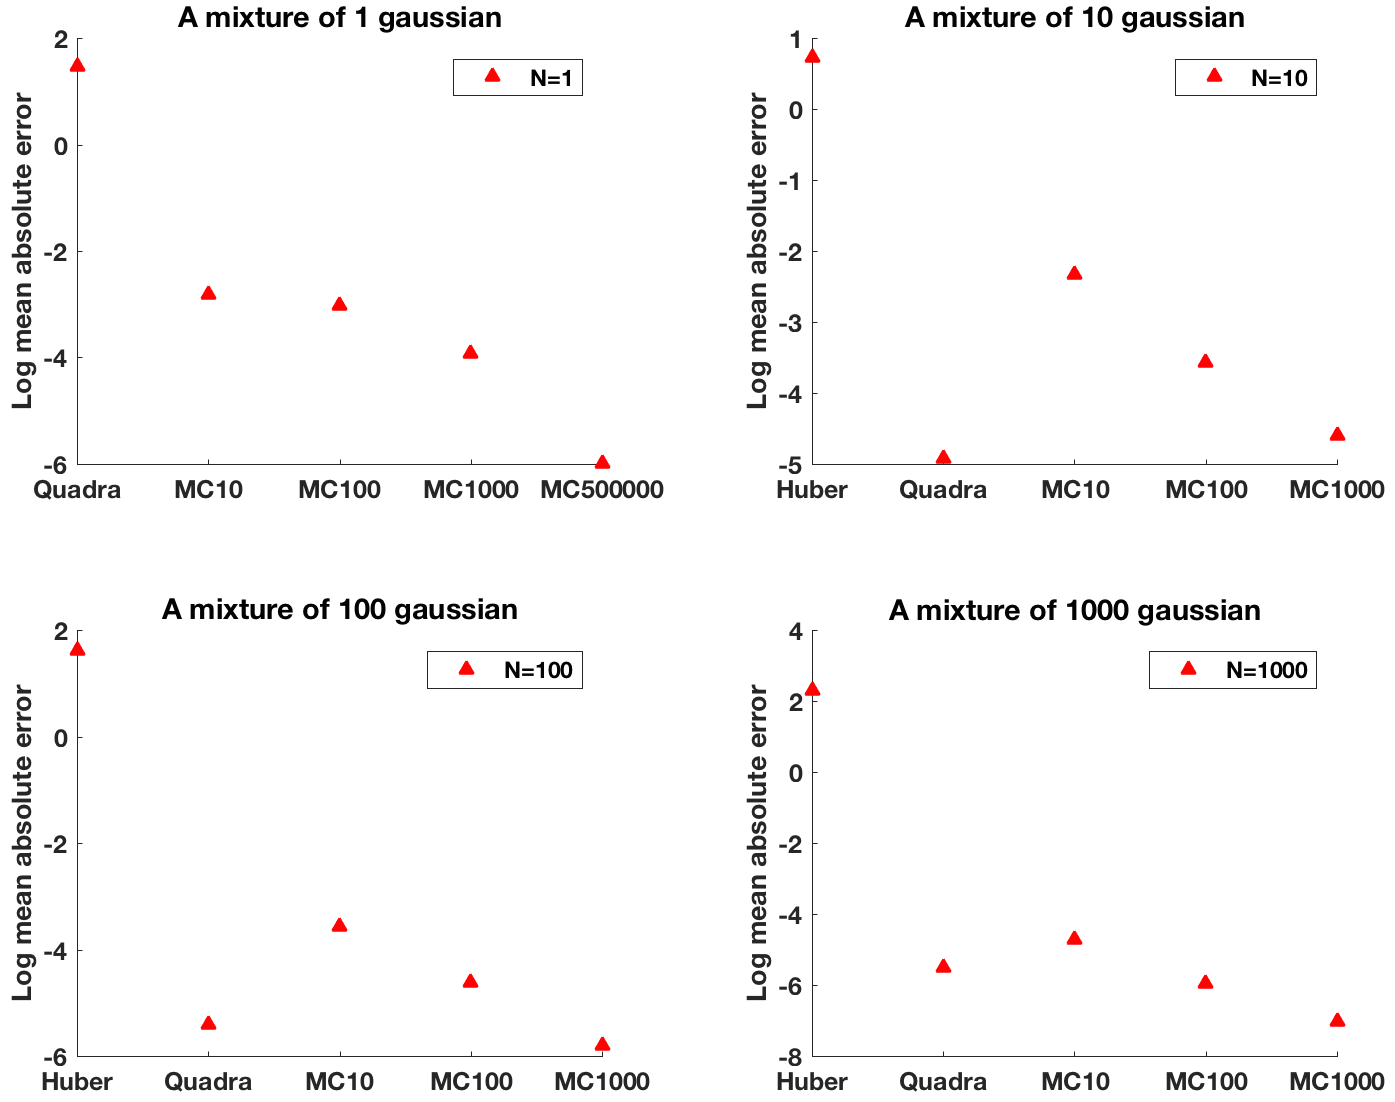 A mixture of 1 gaussian
Log mean absolute error
2
0
-2
-4
-6
N=1
Quadra MC10 MC100 MC1000 MC500000
A mixture of 10 gaussian
Log mean absolute error
1
0
-1
-2
-3
-4
-5
N=10
Huber Quadra MC10 MC100 MC1000
A mixture of 100 gaussian
Log mean absolute error
2
0
-2
-4
-6
N=100
Huber Quadra MC10 MC100 MC1000
A mixture of 1000 gaussian
Log mean absolute error
4
2
0
-2
-4
-6
-8
N=1000
Huber Quadra MC10 MC100 MC1000